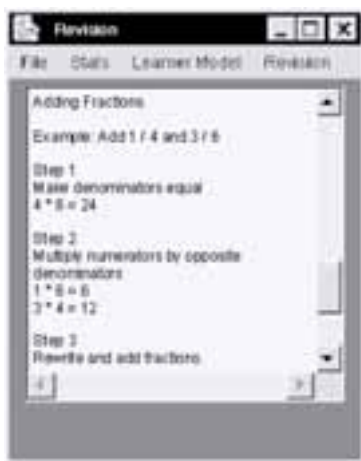 Revision
File Stats Learner Model Revision
Adding Fractions
Example: Add 1 / 4 and 3 / 6
Step 1
Make denominators equal
4 * 6 = 24
Step 2
Multiply numerators by opposite
denominators
1 * 6 = 6
3 * 4 = 12
Step 3
Rewrite and add fractions